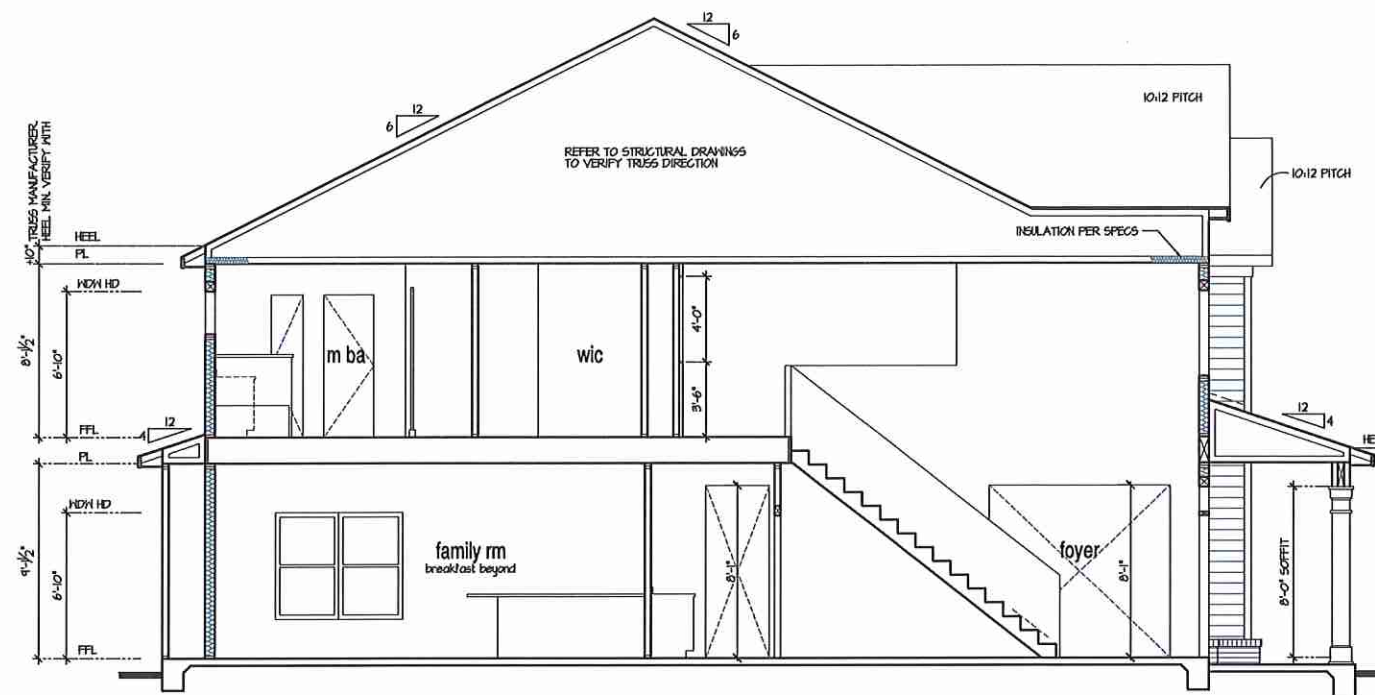 12
6
12
6
10:12 PITCH
10:12 PITCH
REFER TO STRUCTURAL DRAWINGS
TO VERIFY TRUSS DIRECTION
INSULATION PER SPECS
±10" TRUSS MANUFACTURER.
HEEL MIN. VERIFY WITH
HEEL
PL
WDW HD
8'-1½"
6'-10"
m ba
wic
4'-0"
3'-6"
FFL
12
4
12
4
HE
PL
WDW HD
9'-1½"
6'-10"
family rm
breakfast beyond
8'-1"
foyer
8'-1"
8'-0" SOFFIT
FFL